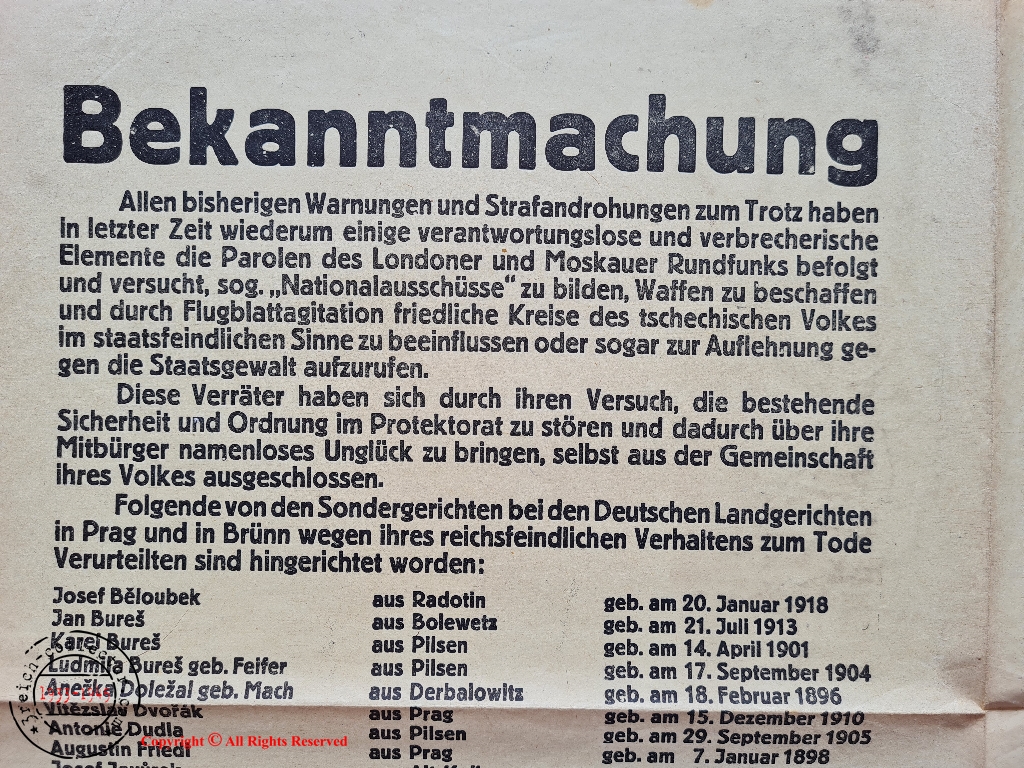 Bekanntmachung
Allen bisherigen Warnungen und Strafandrohungen zum Trotz haben
in letzter Zeit wiederum einige verantwortungslose und verbrecherische
Elemente die Parolen des Londoner und Moskauer Rundfunks befolgt
und versucht, sog. „Nationalausschüsse“ zu bilden, Waffen zu beschaffen
und durch Flugblattagitation friedliche Kreise des tschechischen Volkes
im staatsfeindlichen Sinne zu beeinflussen oder sogar zur Auflehnung ge-
gen die Staatsgewalt aufzurufen.
Diese Verräter haben sich durch ihren Versuch, die bestehende
Sicherheit und Ordnung im Protektorat zu stören und dadurch über ihre
Mitbürger namenloses Unglück zu bringen, selbst aus der Gemeinschaft
ihres Volkes ausgeschlossen.
Folgende von den Sondergerichten bei den Deutschen Landgerichten
in Prag und in Brünn wegen ihres reichsfeindlichen Verhaltens zum Tode
Verurteilten sind hingerichtet worden:
Josef Běloubek aus Radotin geb. am 20. Januar 1918
Jan Bureš aus Bolewetz geb. am 21. Juli 1913
Karel Bureš aus Pilsen geb. am 14. April 1901
Ludmila Bureš geb. Feifer aus Pilsen geb. am 17. September 1904
Anežka Doležal geb. Mach aus Derbalowitz geb. am 18. Februar 1896
Vítězslav Dvořák aus Prag geb. am 15. Dezember 1910
Antonie Dudla aus Pilsen geb. am 29. September 1905
Augustin Friedl aus Prag geb. am 7. Januar 1898
Josef
1933-1945
Copyright © All Rights Reserved